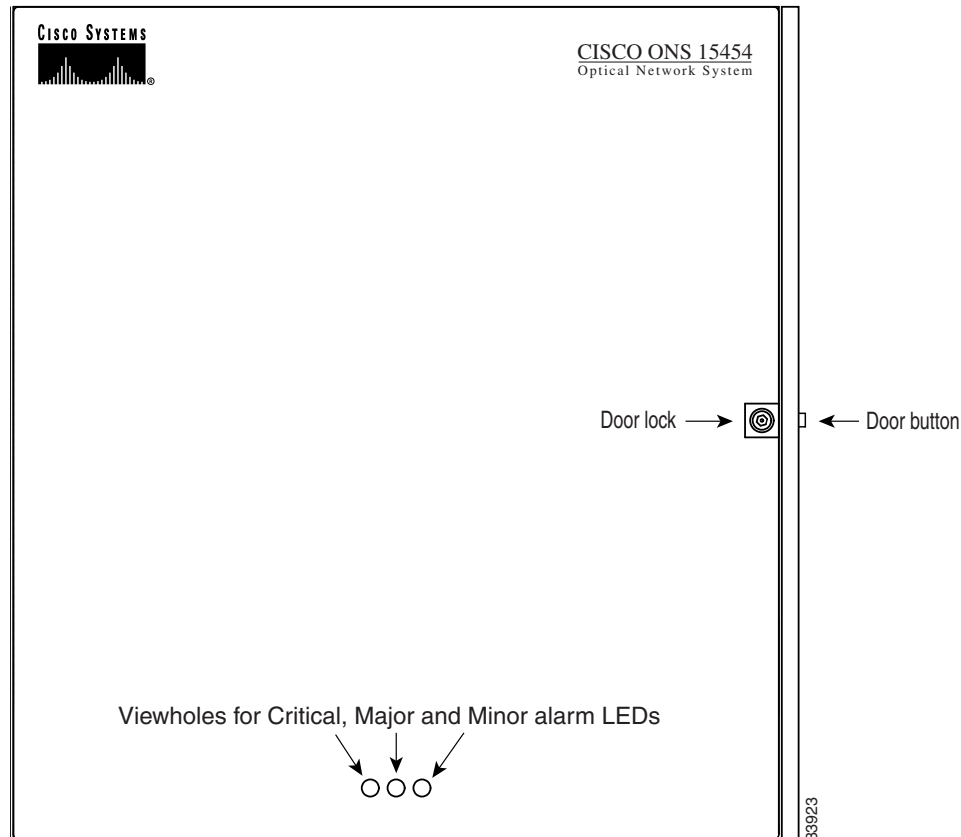 CISCO SYSTEMS
®
CISCO ONS 15454
Optical Network System
Door lock
Door button
Viewholes for Critical, Major and Minor alarm LEDs